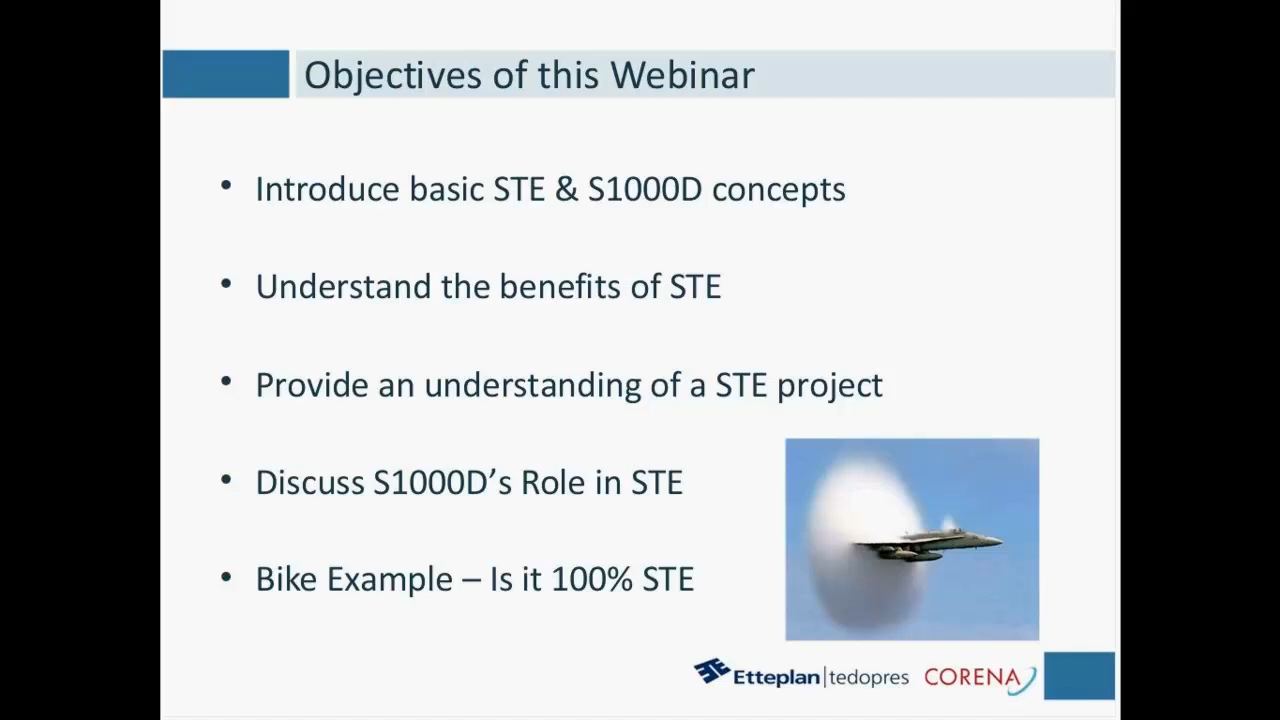 Objectives of this Webinar
• Introduce basic STE & S1000D concepts
• Understand the benefits of STE
• Provide an understanding of a STE project
• Discuss S1000D’s Role in STE
• Bike Example – Is it 100% STE
Etteplan|tedopres CORENA